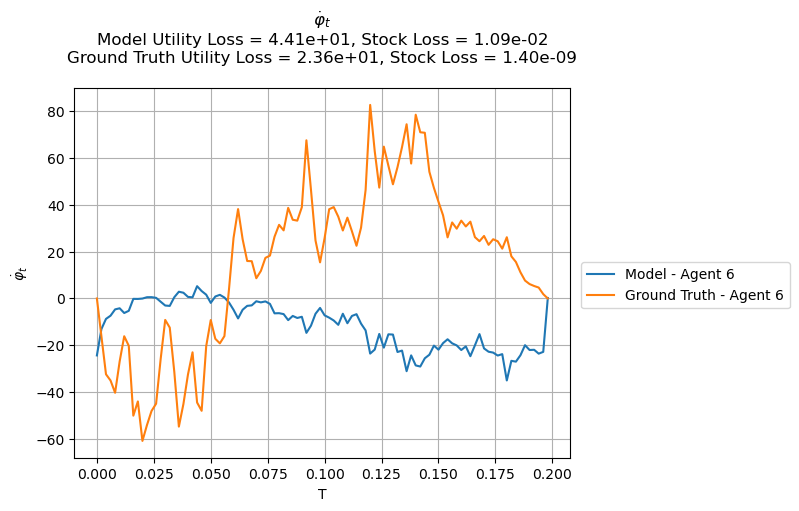 φ̇ₜ
Model Utility Loss = 4.41e+01, Stock Loss = 1.09e-02
Ground Truth Utility Loss = 2.36e+01, Stock Loss = 1.40e-09
80
60
40
20
0
−20
−40
−60
φ̇ₜ
0.000 0.025 0.050 0.075 0.100 0.125 0.150 0.175 0.200
T
Model - Agent 6
Ground Truth - Agent 6